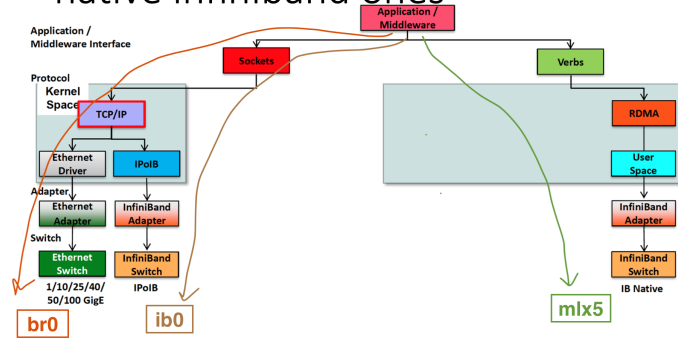 native infiniband ones
Application /
Middleware
Application /
Middleware Interface
Sockets
Verbs
Protocol
Kernel
Space
TCP/IP
RDMA
Ethernet
Driver
IPoIB
User
Space
Adapter
Ethernet
Adapter
InfiniBand
Adapter
InfiniBand
Adapter
Switch
Ethernet
Switch
InfiniBand
Switch
InfiniBand
Switch
1/10/25/40/
50/100 GigE
IPoIB
IB Native
br0
ib0
mlx5